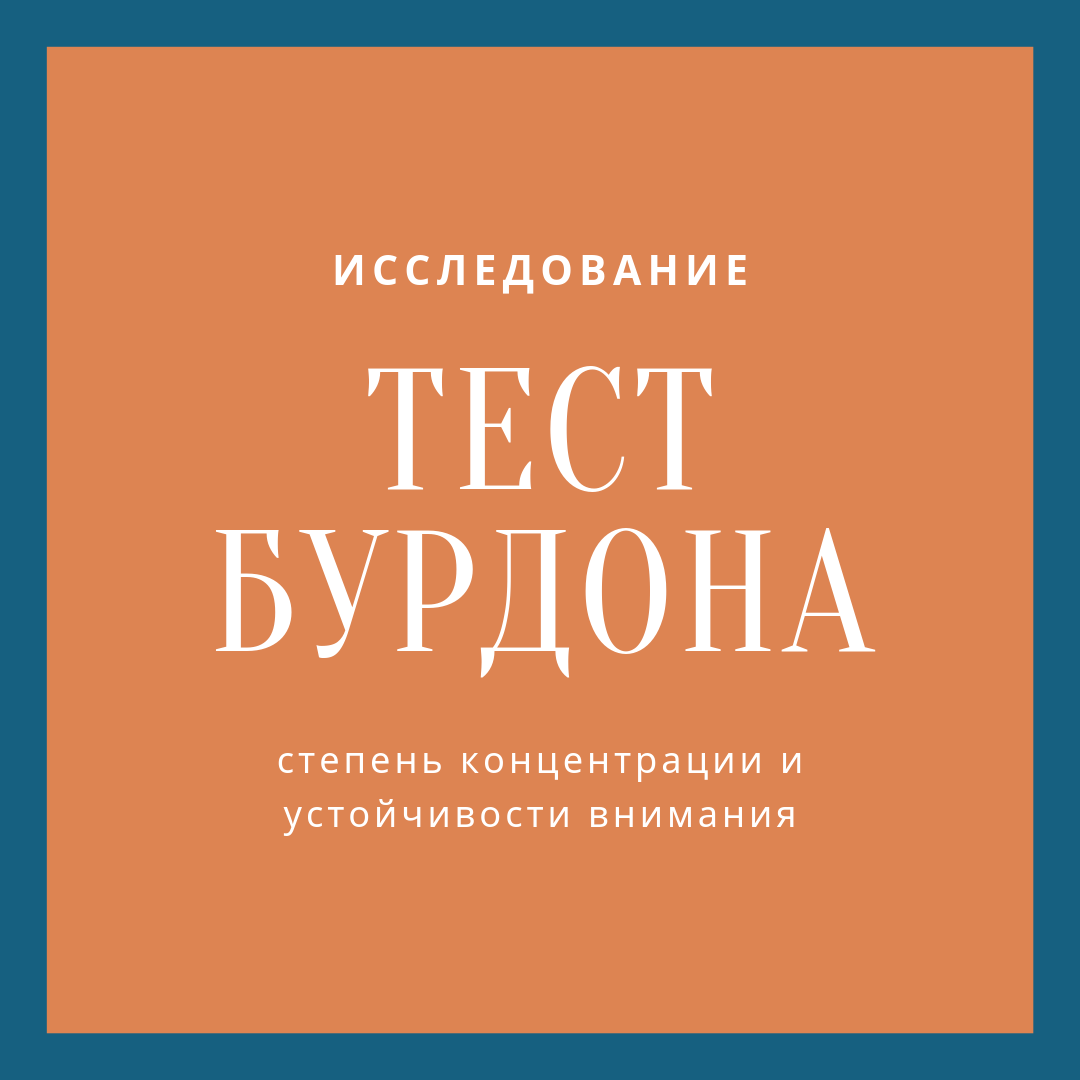 ИССЛЕДОВАНИЕ
ТЕСТ
БУРДОНА
степень концентрации и
устойчивости внимания